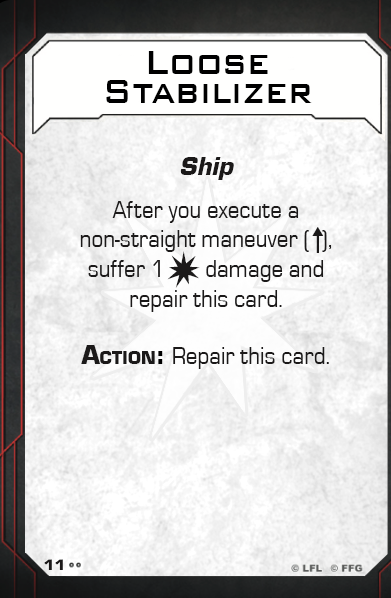 LOOSE
STABILIZER
Ship
After you execute a
non-straight maneuver (↑),
suffer 1 damage and
repair this card.
ACTION: Repair this card.
11••
© LFL © FFG